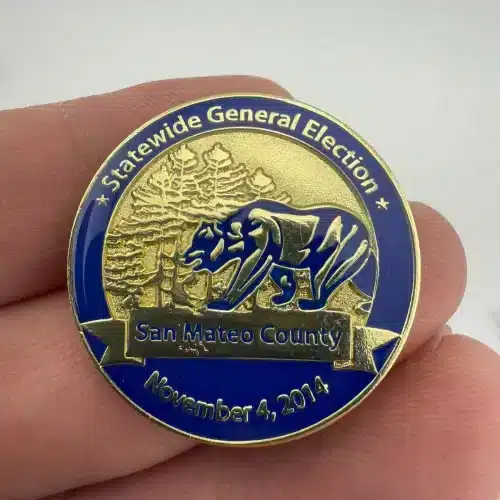 ★ Statewide General Election ★
San Mateo County
November 4, 2014